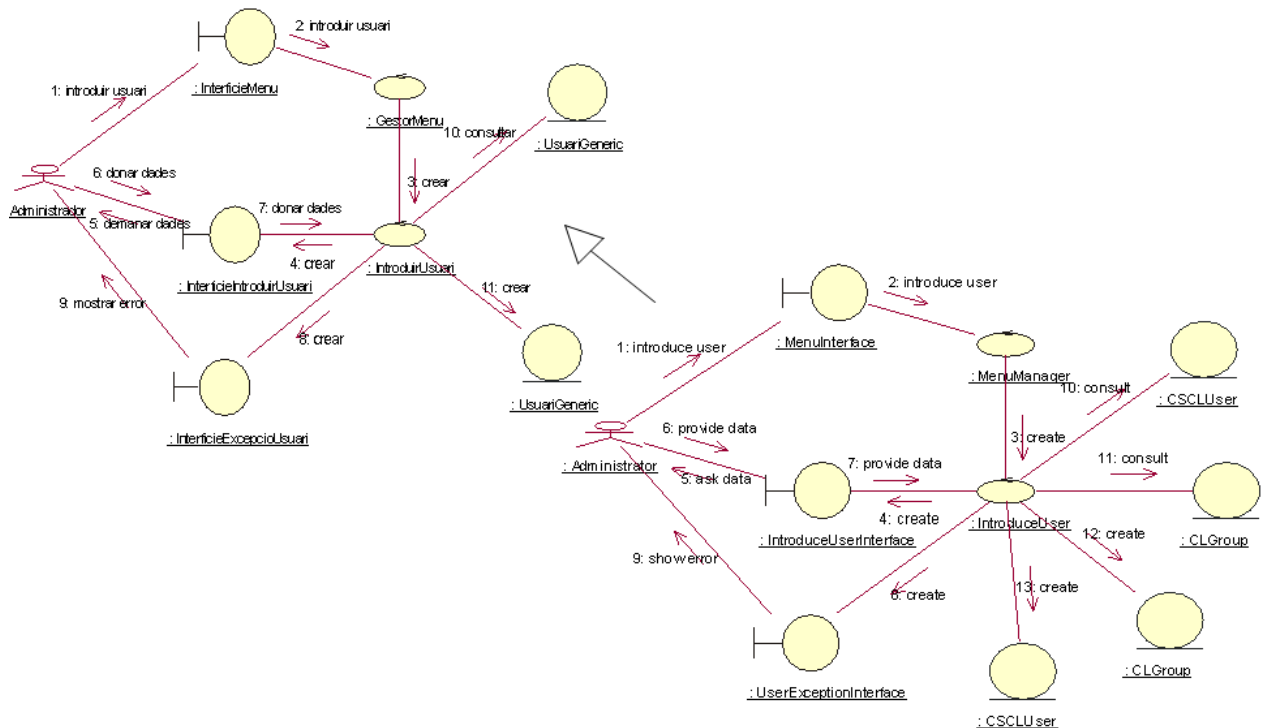 2: introduir usuari
: InterficieMenu
1: introduir usuari
: GestorMenu
10: consultar
: UsuariGeneric
6: donar dades
3: crear
Administrador
5: demanar dades
7: donar dades
4: crear
: IntroduirUsuari
: InterficieIntroduirUsuari
9: mostrar error
11: crear
8: crear
: UsuariGeneric
: InterficieExcepcioUsuari
2: introduce user
1: introduce user
: MenuInterface
: MenuManager
10: consult
: CSCLUser
6: provide data
3: create
: Administrator
5: ask data
7: provide data
11: consult
4: create
: IntroduceUser
: IntroduceUserInterface
12: create
: CLGroup
9: show error
13: create
8: create
: CLGroup
: UserExceptionInterface
: CSCLUser